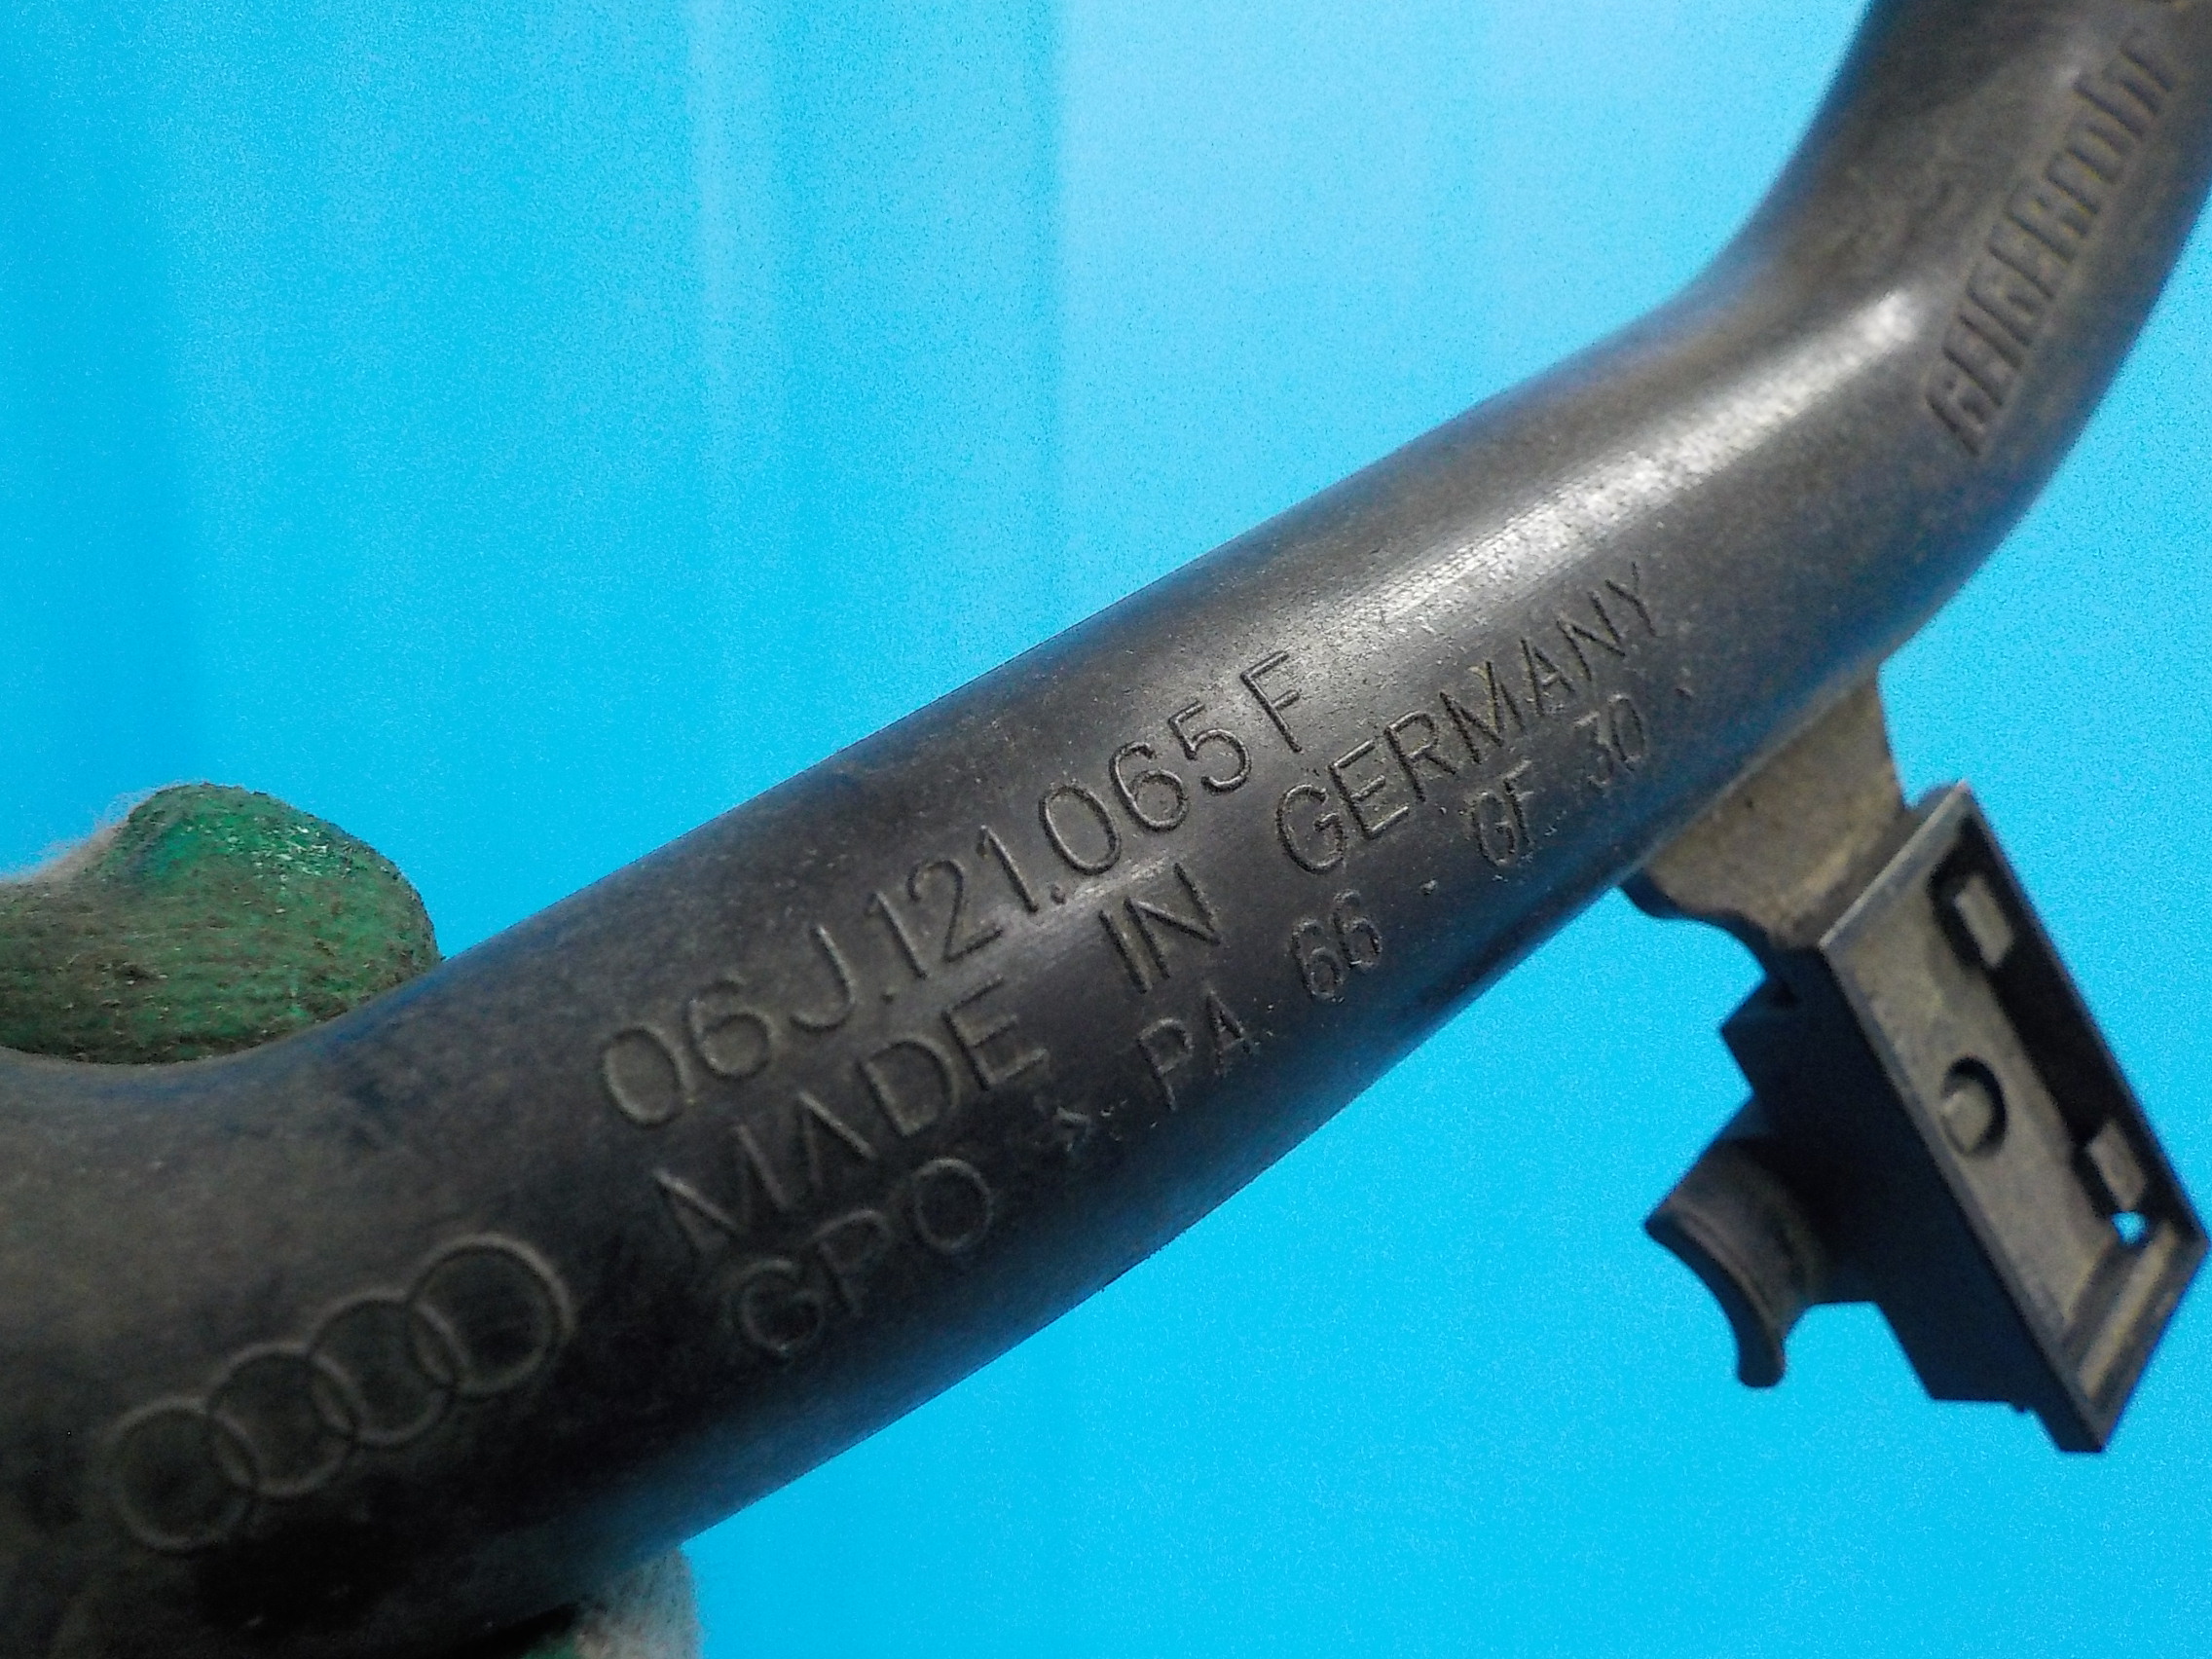 06J.121.065 F
MADE IN GERMANY
GPO > PA 66 - GF 30